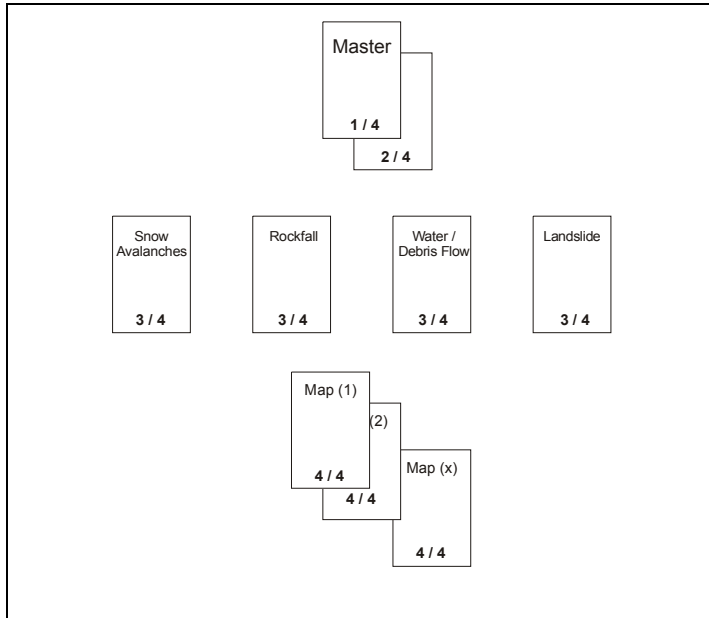 Master
1 / 4
2 / 4
Snow
Avalanches
3 / 4
Rockfall
3 / 4
Water /
Debris Flow
3 / 4
Landslide
3 / 4
Map (1)
4 / 4
(2)
4 / 4
Map (x)
4 / 4